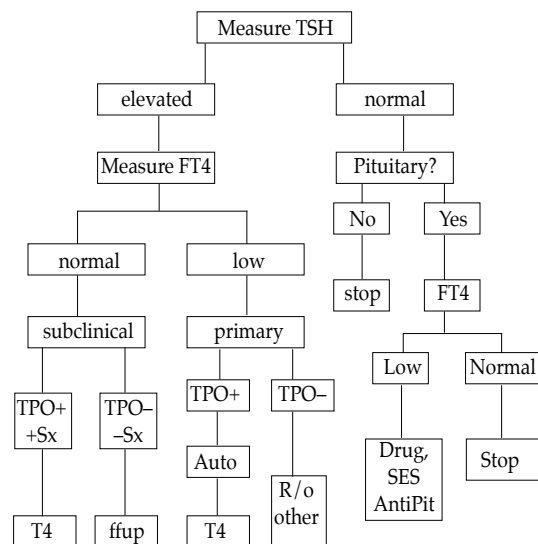 Measure TSH
elevated
normal
Measure FT4
Pituitary?
No
Yes
normal
low
stop
FT4
subclinical
primary
Low
Normal
TPO+
+Sx
TPO–
–Sx
TPO+
TPO–
Auto
Drug,
SES
AntiPit
Stop
R/o
other
T4
ffup
T4